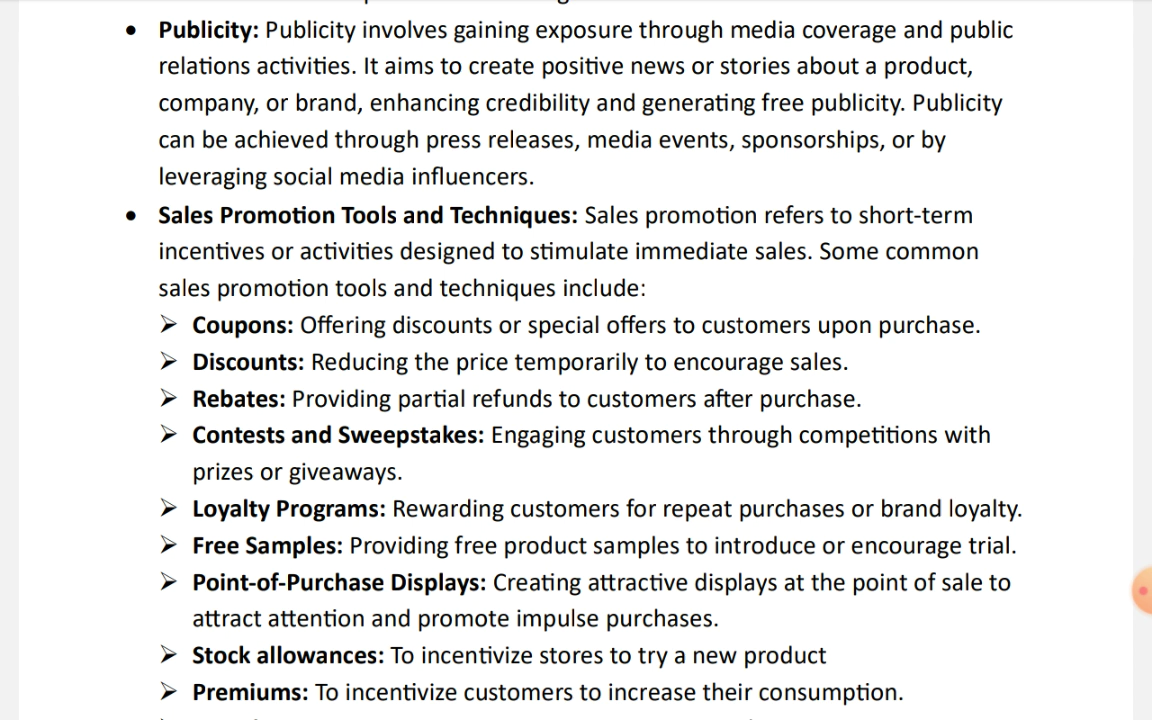 • Publicity: Publicity involves gaining exposure through media coverage and public
relations activities. It aims to create positive news or stories about a product,
company, or brand, enhancing credibility and generating free publicity. Publicity
can be achieved through press releases, media events, sponsorships, or by
leveraging social media influencers.
• Sales Promotion Tools and Techniques: Sales promotion refers to short-term
incentives or activities designed to stimulate immediate sales. Some common
sales promotion tools and techniques include:
➢ Coupons: Offering discounts or special offers to customers upon purchase.
➢ Discounts: Reducing the price temporarily to encourage sales.
➢ Rebates: Providing partial refunds to customers after purchase.
➢ Contests and Sweepstakes: Engaging customers through competitions with
prizes or giveaways.
➢ Loyalty Programs: Rewarding customers for repeat purchases or brand loyalty.
➢ Free Samples: Providing free product samples to introduce or encourage trial.
➢ Point-of-Purchase Displays: Creating attractive displays at the point of sale to
attract attention and promote impulse purchases.
➢ Stock allowances: To incentivize stores to try a new product
➢ Premiums: To incentivize customers to increase their consumption.